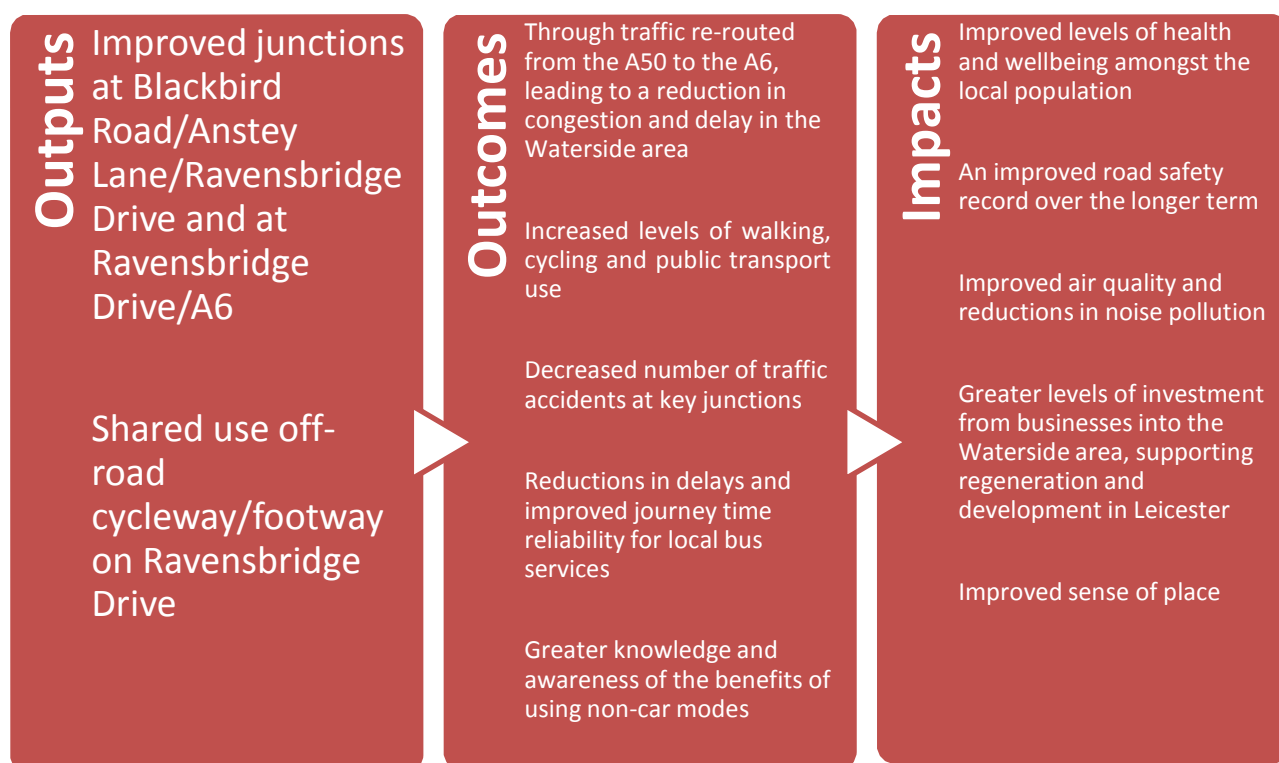 Outputs
Improved junctions
at Blackbird
Road/Anstey
Lane/Ravensbridge
Drive and at
Ravensbridge
Drive/A6
Shared use off-
road
cycleway/footway
on Ravensbridge
Drive
Outcomes
Through traffic re-routed
from the A50 to the A6,
leading to a reduction in
congestion and delay in the
Waterside area
Increased levels of walking,
cycling and public transport
use
Decreased number of traffic
accidents at key junctions
Reductions in delays and
improved journey time
reliability for local bus
services
Greater knowledge and
awareness of the benefits of
using non-car modes
Impacts
Improved levels of health
and wellbeing amongst the
local population
An improved road safety
record over the longer term
Improved air quality and
reductions in noise pollution
Greater levels of investment
from businesses into the
Waterside area, supporting
regeneration and
development in Leicester
Improved sense of place